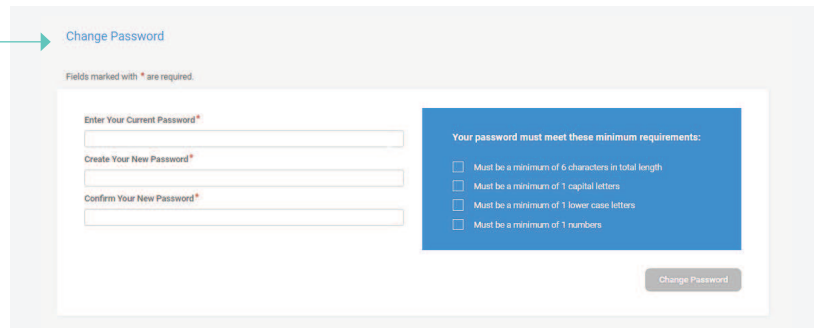 Change Password
Fields marked with * are required.
Enter Your Current Password*
Create Your New Password*
Confirm Your New Password*
Your password must meet these minimum requirements:
Must be a minimum of 6 characters in total length
Must be a minimum of 1 capital letters
Must be a minimum of 1 lower case letters
Must be a minimum of 1 numbers
Change Password